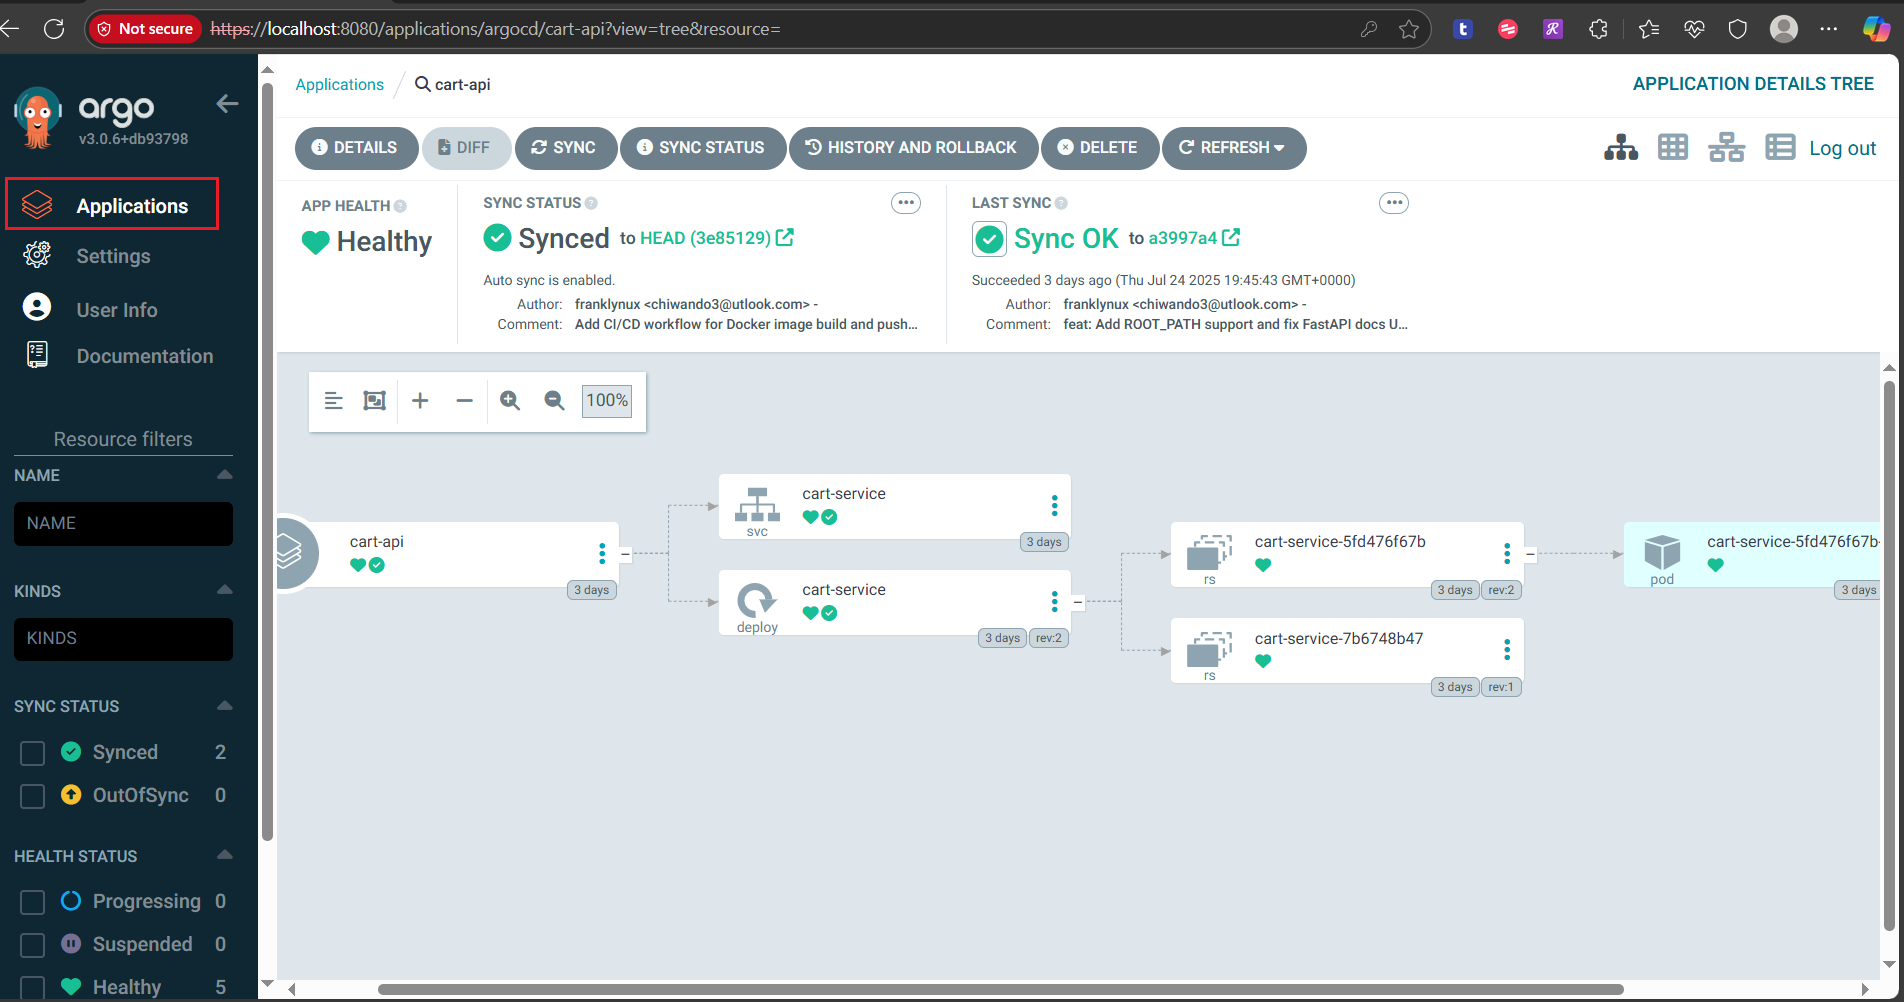 Not secure
https://localhost:8080/applications/argocd/cart-api?view=tree&resource=
argo
v3.0.6+db93798
Applications
Settings
User Info
Documentation
Resource filters
NAME
NAME
KINDS
KINDS
SYNC STATUS
Synced 2
OutOfSync 0
HEALTH STATUS
Progressing 0
Suspended 0
Healthy 5
Applications / cart-api
APPLICATION DETAILS TREE
DETAILS
DIFF
SYNC
SYNC STATUS
HISTORY AND ROLLBACK
DELETE
REFRESH
Log out
APP HEALTH
Healthy
SYNC STATUS
Synced to HEAD (3e85129)
Auto sync is enabled.
Author: franklynux <chiwando3@utlook.com> -
Comment: Add CI/CD workflow for Docker image build and push...
LAST SYNC
Sync OK to a3997a4
Succeeded 3 days ago (Thu Jul 24 2025 19:45:43 GMT+0000)
Author: franklynux <chiwando3@utlook.com> -
Comment: feat: Add ROOT_PATH support and fix FastAPI docs U...
100%
cart-api
3 days
cart-service
svc
3 days
cart-service
deploy
3 days rev:2
cart-service-5fd476f67b
rs
3 days rev:2
cart-service-7b6748b47
rs
3 days rev:1
cart-service-5fd476f67b-
pod
3 days